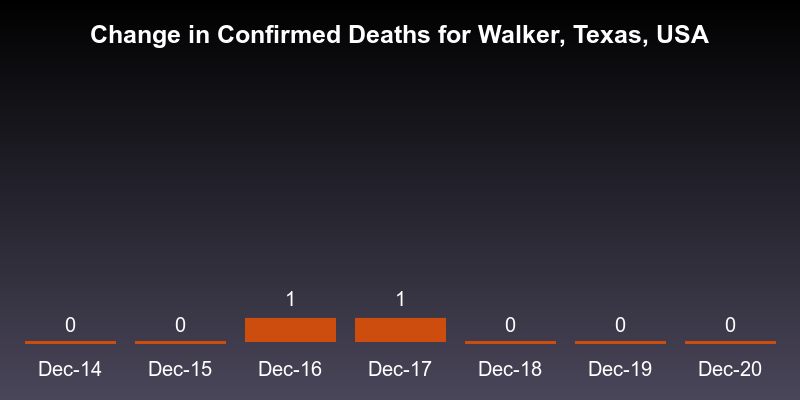 Change in Confirmed Deaths for Walker, Texas, USA
1 1
0 0 0 0 0
Dec-14 Dec-15 Dec-16 Dec-17 Dec-18 Dec-19 Dec-20